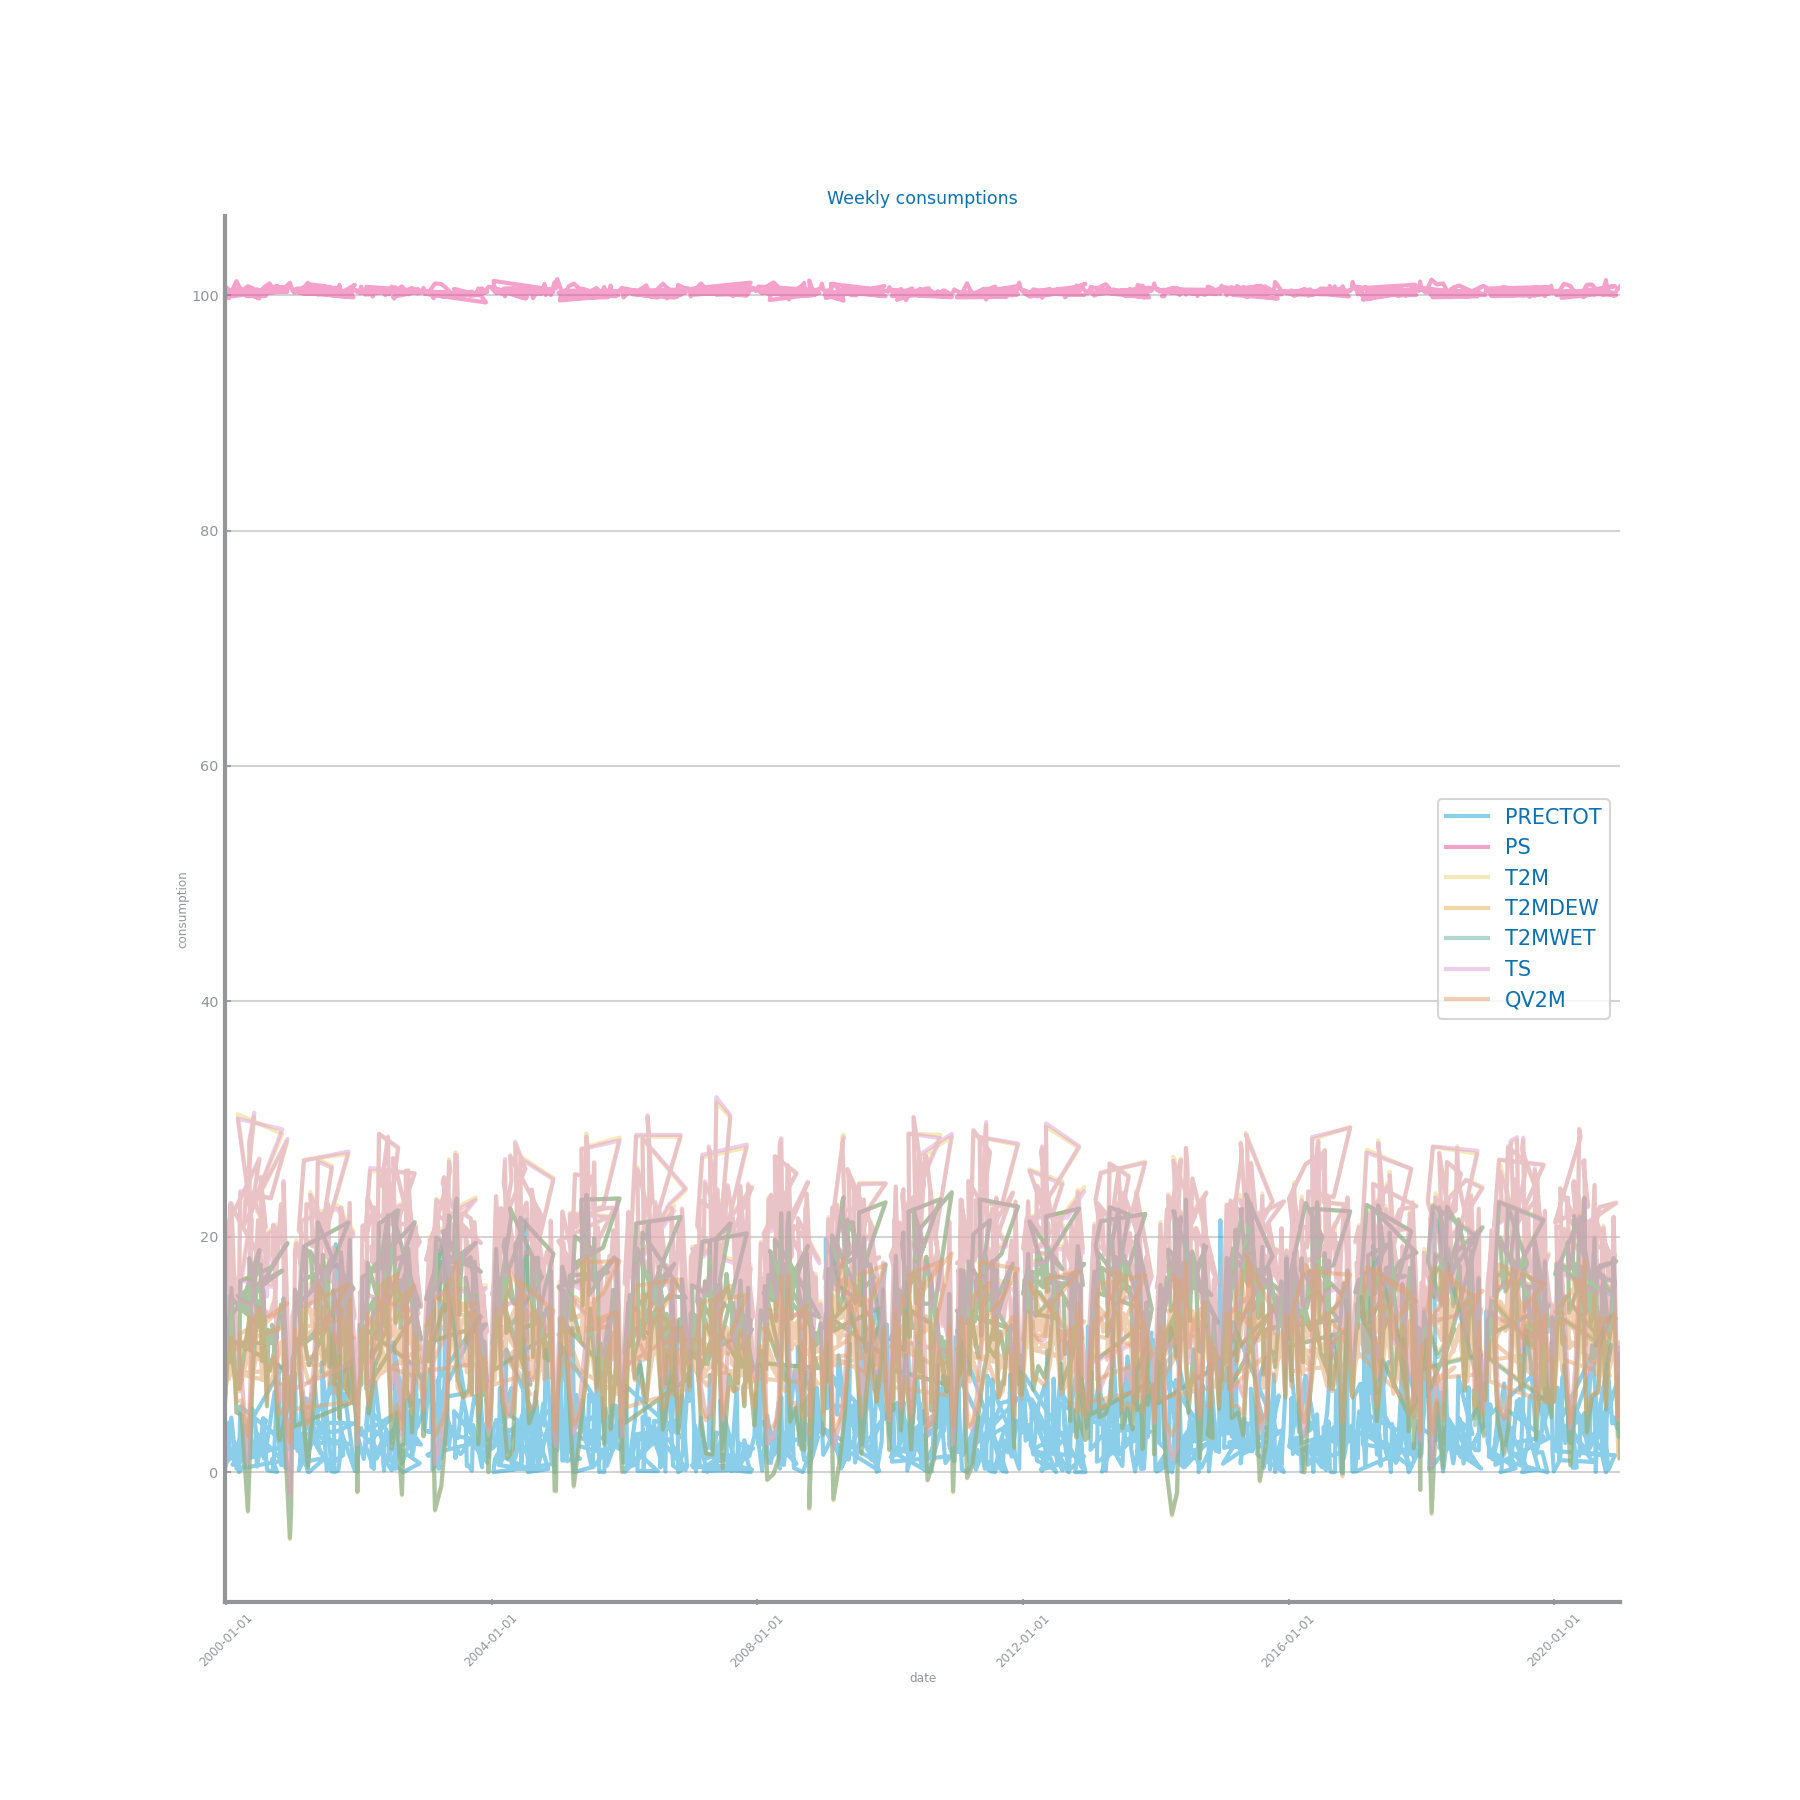 Weekly consumptions
100
80
60
40
20
0
consumption
PRECTOT
PS
T2M
T2MDEW
T2MWET
TS
QV2M
2000-01-01
2004-01-01
2008-01-01
2012-01-01
2016-01-01
2020-01-01
date